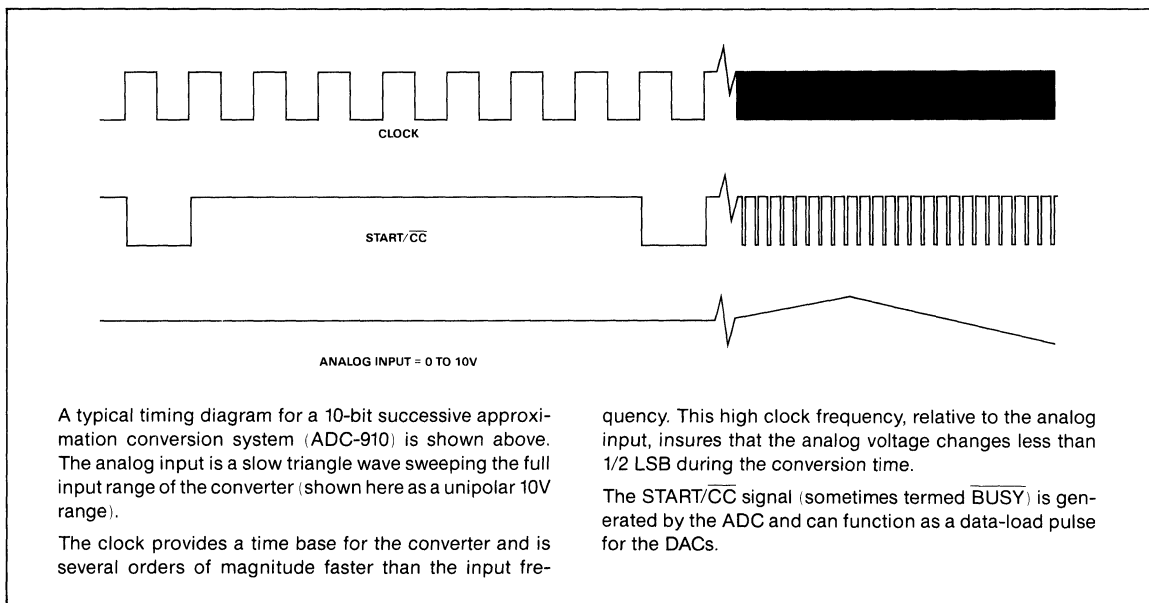 CLOCK
START/C̅C̅
ANALOG INPUT = 0 TO 10V
A typical timing diagram for a 10-bit successive approxi-
mation conversion system (ADC-910) is shown above.
The analog input is a slow triangle wave sweeping the full
input range of the converter (shown here as a unipolar 10V
range).
The clock provides a time base for the converter and is
several orders of magnitude faster than the input fre-
quency. This high clock frequency, relative to the analog
input, insures that the analog voltage changes less than
1/2 LSB during the conversion time.
The START/C̅C̅ signal (sometimes termed B̅U̅S̅Y̅) is gen-
erated by the ADC and can function as a data-load pulse
for the DACs.